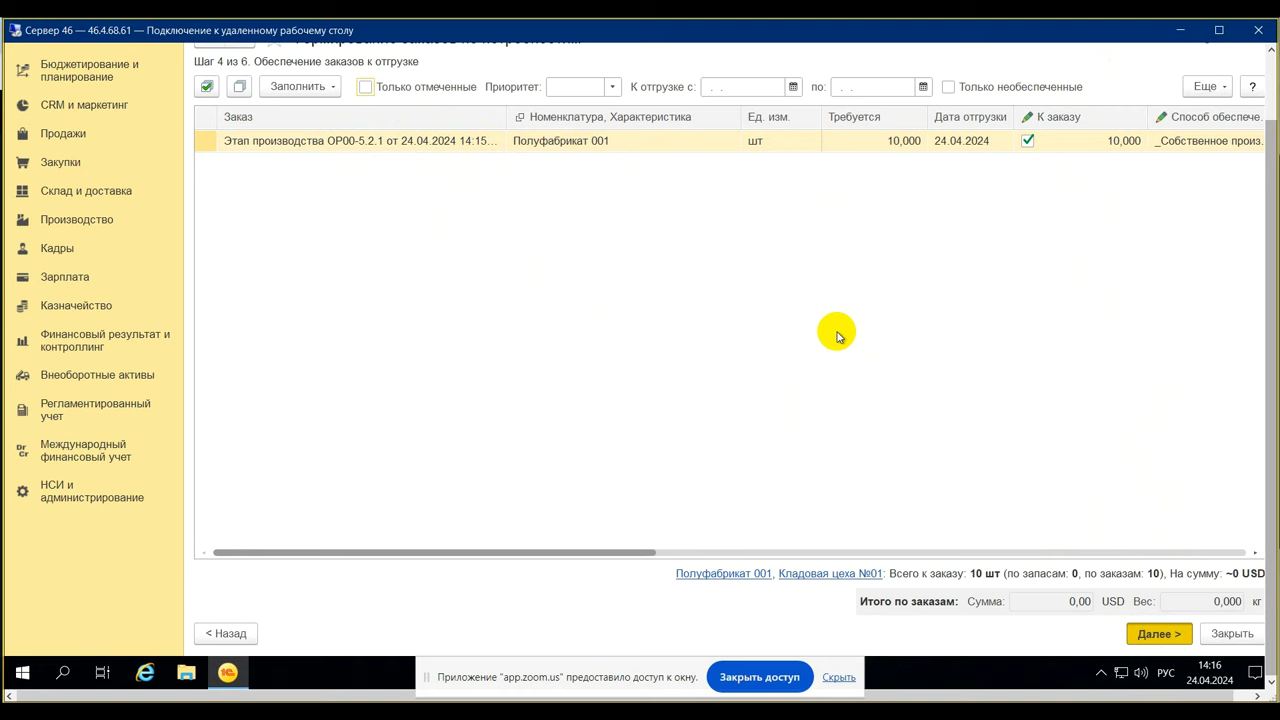 Сервер 46 — 46.4.68.61 — Подключение к удаленному рабочему столу
Бюджетирование и
планирование
CRM и маркетинг
Продажи
Закупки
Склад и доставка
Производство
Кадры
Зарплата
Казначейство
Финансовый результат и
контроллинг
Внеоборотные активы
Регламентированный
учет
Международный
финансовый учет
НСИ и
администрирование
Шаг 4 из 6. Обеспечение заказов к отгрузке
Заполнить Только отмеченные Приоритет: К отгрузке с: . . по: . . Только необеспеченные Еще ?
Заказ Номенклатура, Характеристика Ед. изм. Требуется Дата отгрузки К заказу Способ обеспече...
Этап производства ОР00-5.2.1 от 24.04.2024 14:15... Полуфабрикат 001 шт 10,000 24.04.2024 10,000 _Собственное произ...
Полуфабрикат 001, Кладовая цеха №01: Всего к заказу: 10 шт (по запасам: 0, по заказам: 10), На сумму: ~0 USD
Итого по заказам: Сумма: 0,00 USD Вес: 0,000 кг
< Назад Далее > Закрыть
Приложение "app.zoom.us" предоставило доступ к окну. Закрыть доступ Скрыть
РУС
14:16
24.04.2024